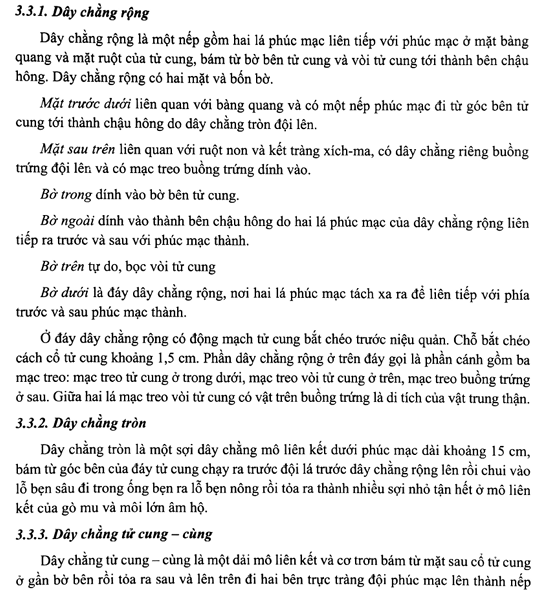 3.3.1. Dây chằng rộng
Dây chằng rộng là một nếp gồm hai lá phúc mạc liên tiếp với phúc mạc ở mặt bàng
quang và mặt ruột của tử cung, bám từ bờ bên tử cung và vòi tử cung tới thành bên chậu
hông. Dây chằng rộng có hai mặt và bốn bờ.
Mặt trước dưới liên quan với bàng quang và có một nếp phúc mạc đi từ góc bên tử
cung tới thành chậu hông do dây chằng tròn đội lên.
Mặt sau trên liên quan với ruột non và kết tràng xích-ma, có dây chằng riêng buồng
trứng đội lên và có mạc treo buồng trứng dính vào.
Bờ trong dính vào bờ bên tử cung.
Bờ ngoài dính vào thành bên chậu hông do hai lá phúc mạc của dây chằng rộng liên
tiếp ra trước và sau với phúc mạc thành.
Bờ trên tự do, bọc vòi tử cung
Bờ dưới là đáy dây chằng rộng, nơi hai lá phúc mạc tách xa ra để liên tiếp với phía
trước và sau phúc mạc thành.
Ở đáy dây chằng rộng có động mạch tử cung bắt chéo trước niệu quản. Chỗ bắt chéo
cách cổ tử cung khoảng 1,5 cm. Phần dây chằng rộng ở trên đáy gọi là phần cánh gồm ba
mạc treo: mạc treo tử cung ở trong dưới, mạc treo vòi tử cung ở trên, mạc treo buồng trứng
ở sau. Giữa hai lá mạc treo vòi tử cung có vật trên buồng trứng là di tích của vật trung thận.
3.3.2. Dây chằng tròn
Dây chằng tròn là một sợi dây chằng mô liên kết dưới phúc mạc dài khoảng 15 cm,
bám từ góc bên của đáy tử cung chạy ra trước đội lá trước dây chằng rộng lên rồi chui vào
lỗ bẹn sâu đi trong ống bẹn ra lỗ bẹn nông rồi tỏa ra thành nhiều sợi nhỏ tận hết ở mô liên
kết của gò mu và môi lớn âm hộ.
3.3.3. Dây chằng tử cung – cùng
Dây chằng tử cung – cùng là một dải mô liên kết và cơ trơn bám từ mặt sau cổ tử cung
ở gần bờ bên rồi tỏa ra sau và lên trên đi hai bên trực tràng đội phúc mạc lên thành nếp